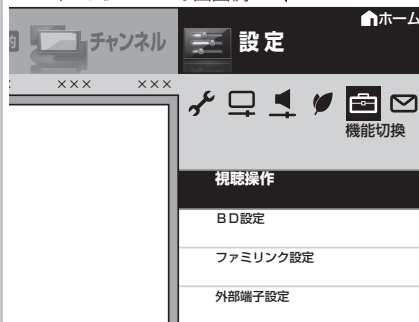 ホーム
チャンネル
設定
××× ×××
機能切換
視聴操作
BD設定
ファミリンク設定
外部端子設定